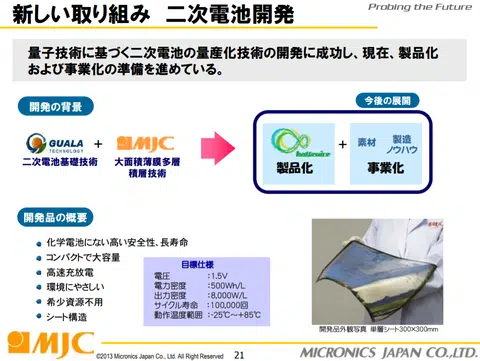 Probing the Future
新しい取り組み 二次電池開発
量子技術に基づく二次電池の量産化技術の開発に成功し、現在、製品化
および事業化の準備を進めている。
開発の背景
今後の展開
GUALA
TECHNOLOGY
+
MJC
二次電池基礎技術
大面積薄膜多層
積層技術
battenice
製品化
+
素材
製造
ノウハウ
事業化
開発品の概要
化学電池にない高い安全性、長寿命
コンパクトで大容量
高速充放電
環境にやさしい
希少資源不用
シート構造
目標仕様
電圧 :1.5V
電力密度 :500Wh/L
出力密度 :8,000W/L
サイクル寿命 :100,000回
動作温度範囲 :-25℃~+85℃
開発品外観写真 単層シート300×300mm
MJC
©2013 Micronics Japan Co., Ltd. All Right Reserved
21
MICRONICS JAPAN CO.,LTD.